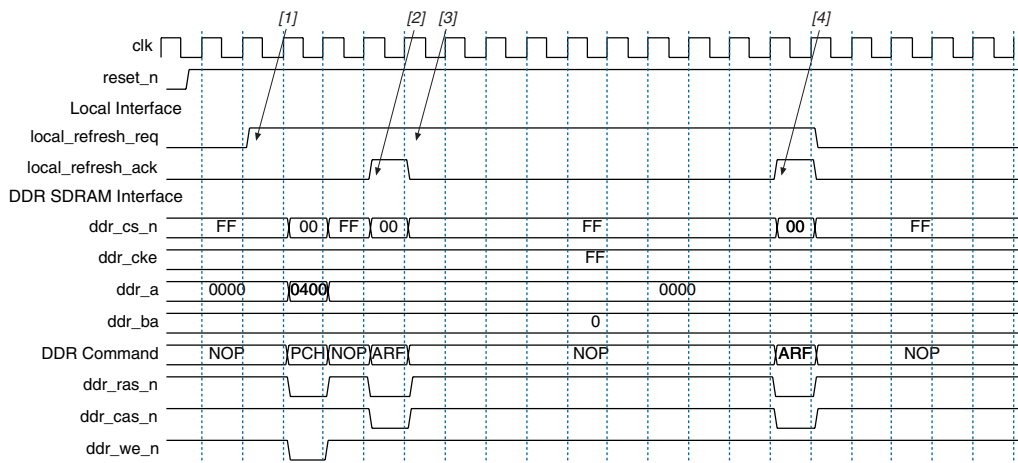 [1] [2] [3] [4]
clk
reset_n
Local Interface
local_refresh_req
local_refresh_ack
DDR SDRAM Interface
ddr_cs_n FF 00 FF 00 FF 00 FF
ddr_cke FF
ddr_a 0000 0400 0000
ddr_ba 0
DDR Command NOP PCH NOP ARF NOP ARF NOP
ddr_ras_n
ddr_cas_n
ddr_we_n